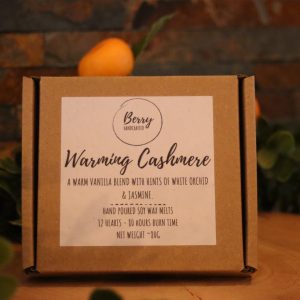 Berry
HANDCRAFTED
Warming Cashmere
A WARM VANILLA BLEND WITH HINTS OF WHITE ORCHID
& JASMINE.
HAND POURED SOY WAX MELTS
12 HEARTS - 80 HOURS BURN TIME
NET WEIGHT ~80G